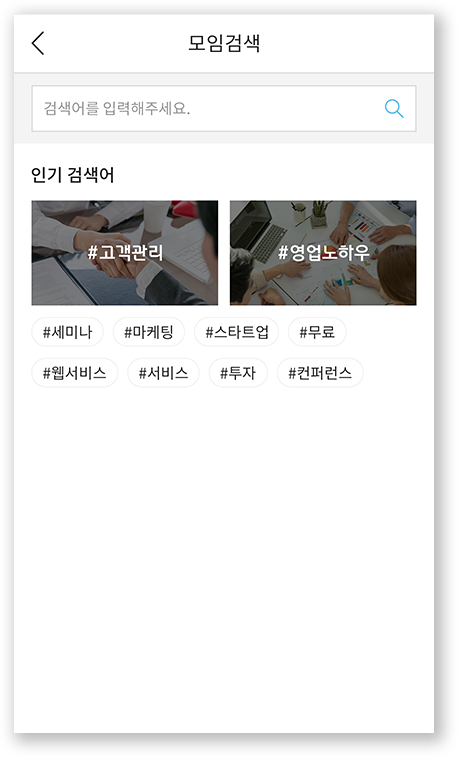 모임검색
검색어를 입력해주세요.
인기 검색어
#고객관리 #영업노하우
#세미나 #마케팅 #스타트업 #무료
#웹서비스 #서비스 #투자 #컨퍼런스